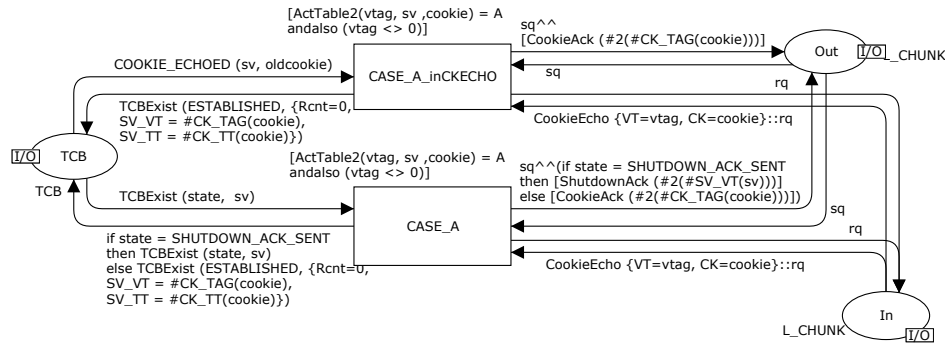 [ActTable2(vtag, sv ,cookie) = A
andalso (vtag <> 0)]
sq^^
[CookieAck (#2(#CK_TAG(cookie)))]
Out
I/O
L_CHUNK
COOKIE_ECHOED (sv, oldcookie)
CASE_A_inCKECHO
sq
rq
TCBExist (ESTABLISHED, {Rcnt=0,
SV_VT = #CK_TAG(cookie),
SV_TT = #CK_TT(cookie)})
CookieEcho {VT=vtag, CK=cookie}::rq
I/O
TCB
TCB
[ActTable2(vtag, sv ,cookie) = A
andalso (vtag <> 0)]
sq^^(if state = SHUTDOWN_ACK_SENT
then [ShutdownAck (#2(#SV_VT(sv)))]
else [CookieAck (#2(#CK_TAG(cookie)))])
TCBExist (state, sv)
CASE_A
sq
rq
if state = SHUTDOWN_ACK_SENT
then TCBExist (state, sv)
else TCBExist (ESTABLISHED, {Rcnt=0,
SV_VT = #CK_TAG(cookie),
SV_TT = #CK_TT(cookie)})
CookieEcho {VT=vtag, CK=cookie}::rq
In
L_CHUNK
I/O